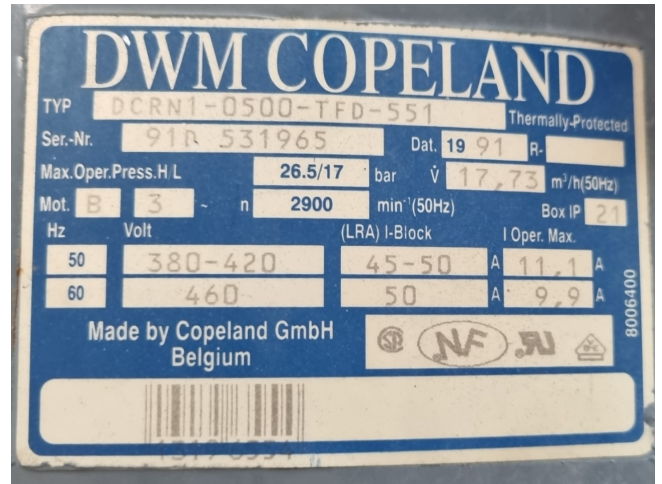 DWM COPELAND
TYP DCRN1-0500-TFD-551 Thermally-Protected
Ser.-Nr. 531965 Dat. 19 91 R-
Max.Oper.Press.H/L 26.5/17 bar V̇ 17,73 m³/h(50Hz)
Mot. B 3 ~ n 2900 min⁻¹(50Hz) Box IP 21
Hz Volt (LRA) I-Block I Oper. Max.
50 380-420 45-50 A 11,1 A
60 460 50 A 9,9 A
Made by Copeland GmbH
Belgium
NF
8006400